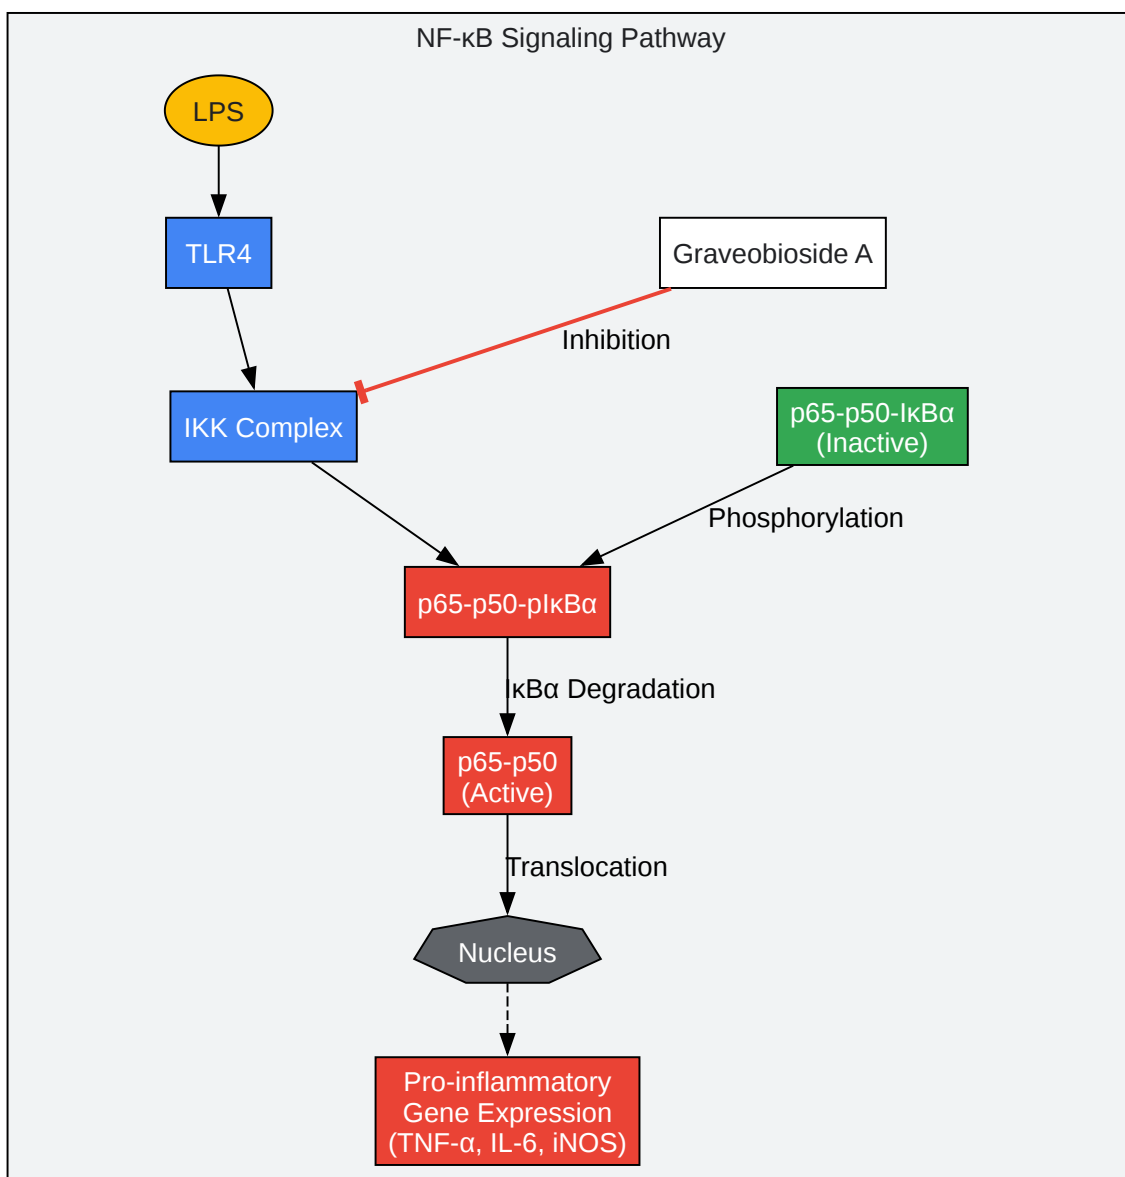 NF-κB Signaling Pathway
LPS
TLR4
Graveobioside A
Inhibition
IKK Complex
p65-p50-IκBα
(Inactive)
Phosphorylation
p65-p50-pIκBα
IκBα Degradation
p65-p50
(Active)
Translocation
Nucleus
Pro-inflammatory
Gene Expression
(TNF-α, IL-6, iNOS)